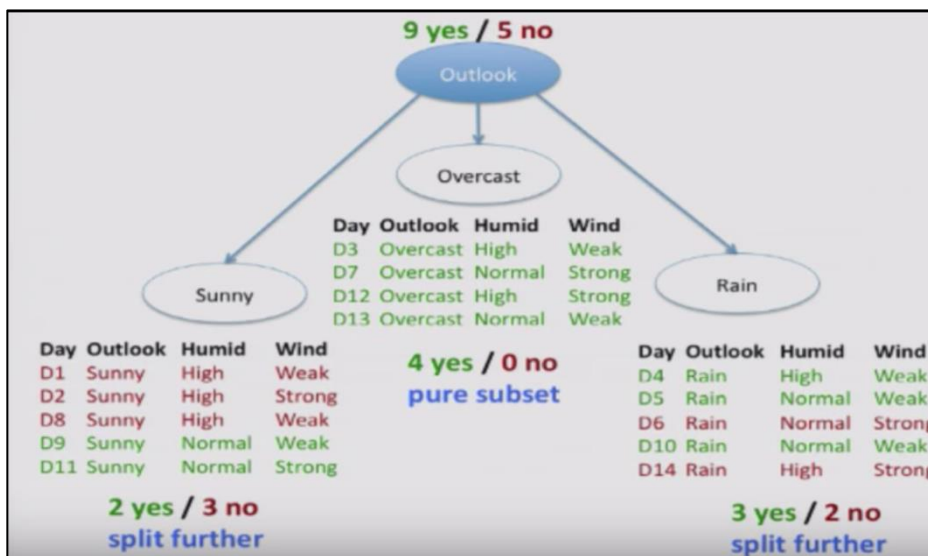 9 yes / 5 no
Outlook
Overcast
Day Outlook Humid Wind
D3 Overcast High Weak
D7 Overcast Normal Strong
D12 Overcast High Strong
D13 Overcast Normal Weak
4 yes / 0 no
pure subset
Sunny
Day Outlook Humid Wind
D1 Sunny High Weak
D2 Sunny High Strong
D8 Sunny High Weak
D9 Sunny Normal Weak
D11 Sunny Normal Strong
2 yes / 3 no
split further
Rain
Day Outlook Humid Wind
D4 Rain High Weak
D5 Rain Normal Weak
D6 Rain Normal Strong
D10 Rain Normal Weak
D14 Rain High Strong
3 yes / 2 no
split further